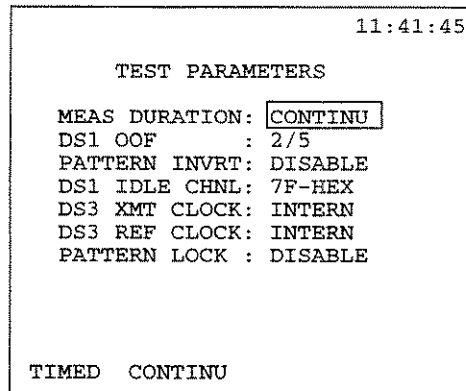 11:41:45
TEST PARAMETERS
MEAS DURATION: CONTINU
DS1 OOF : 2/5
PATTERN INVRT: DISABLE
DS1 IDLE CHNL: 7F-HEX
DS3 XMT CLOCK: INTERN
DS3 REF CLOCK: INTERN
PATTERN LOCK : DISABLE
TIMED CONTINU